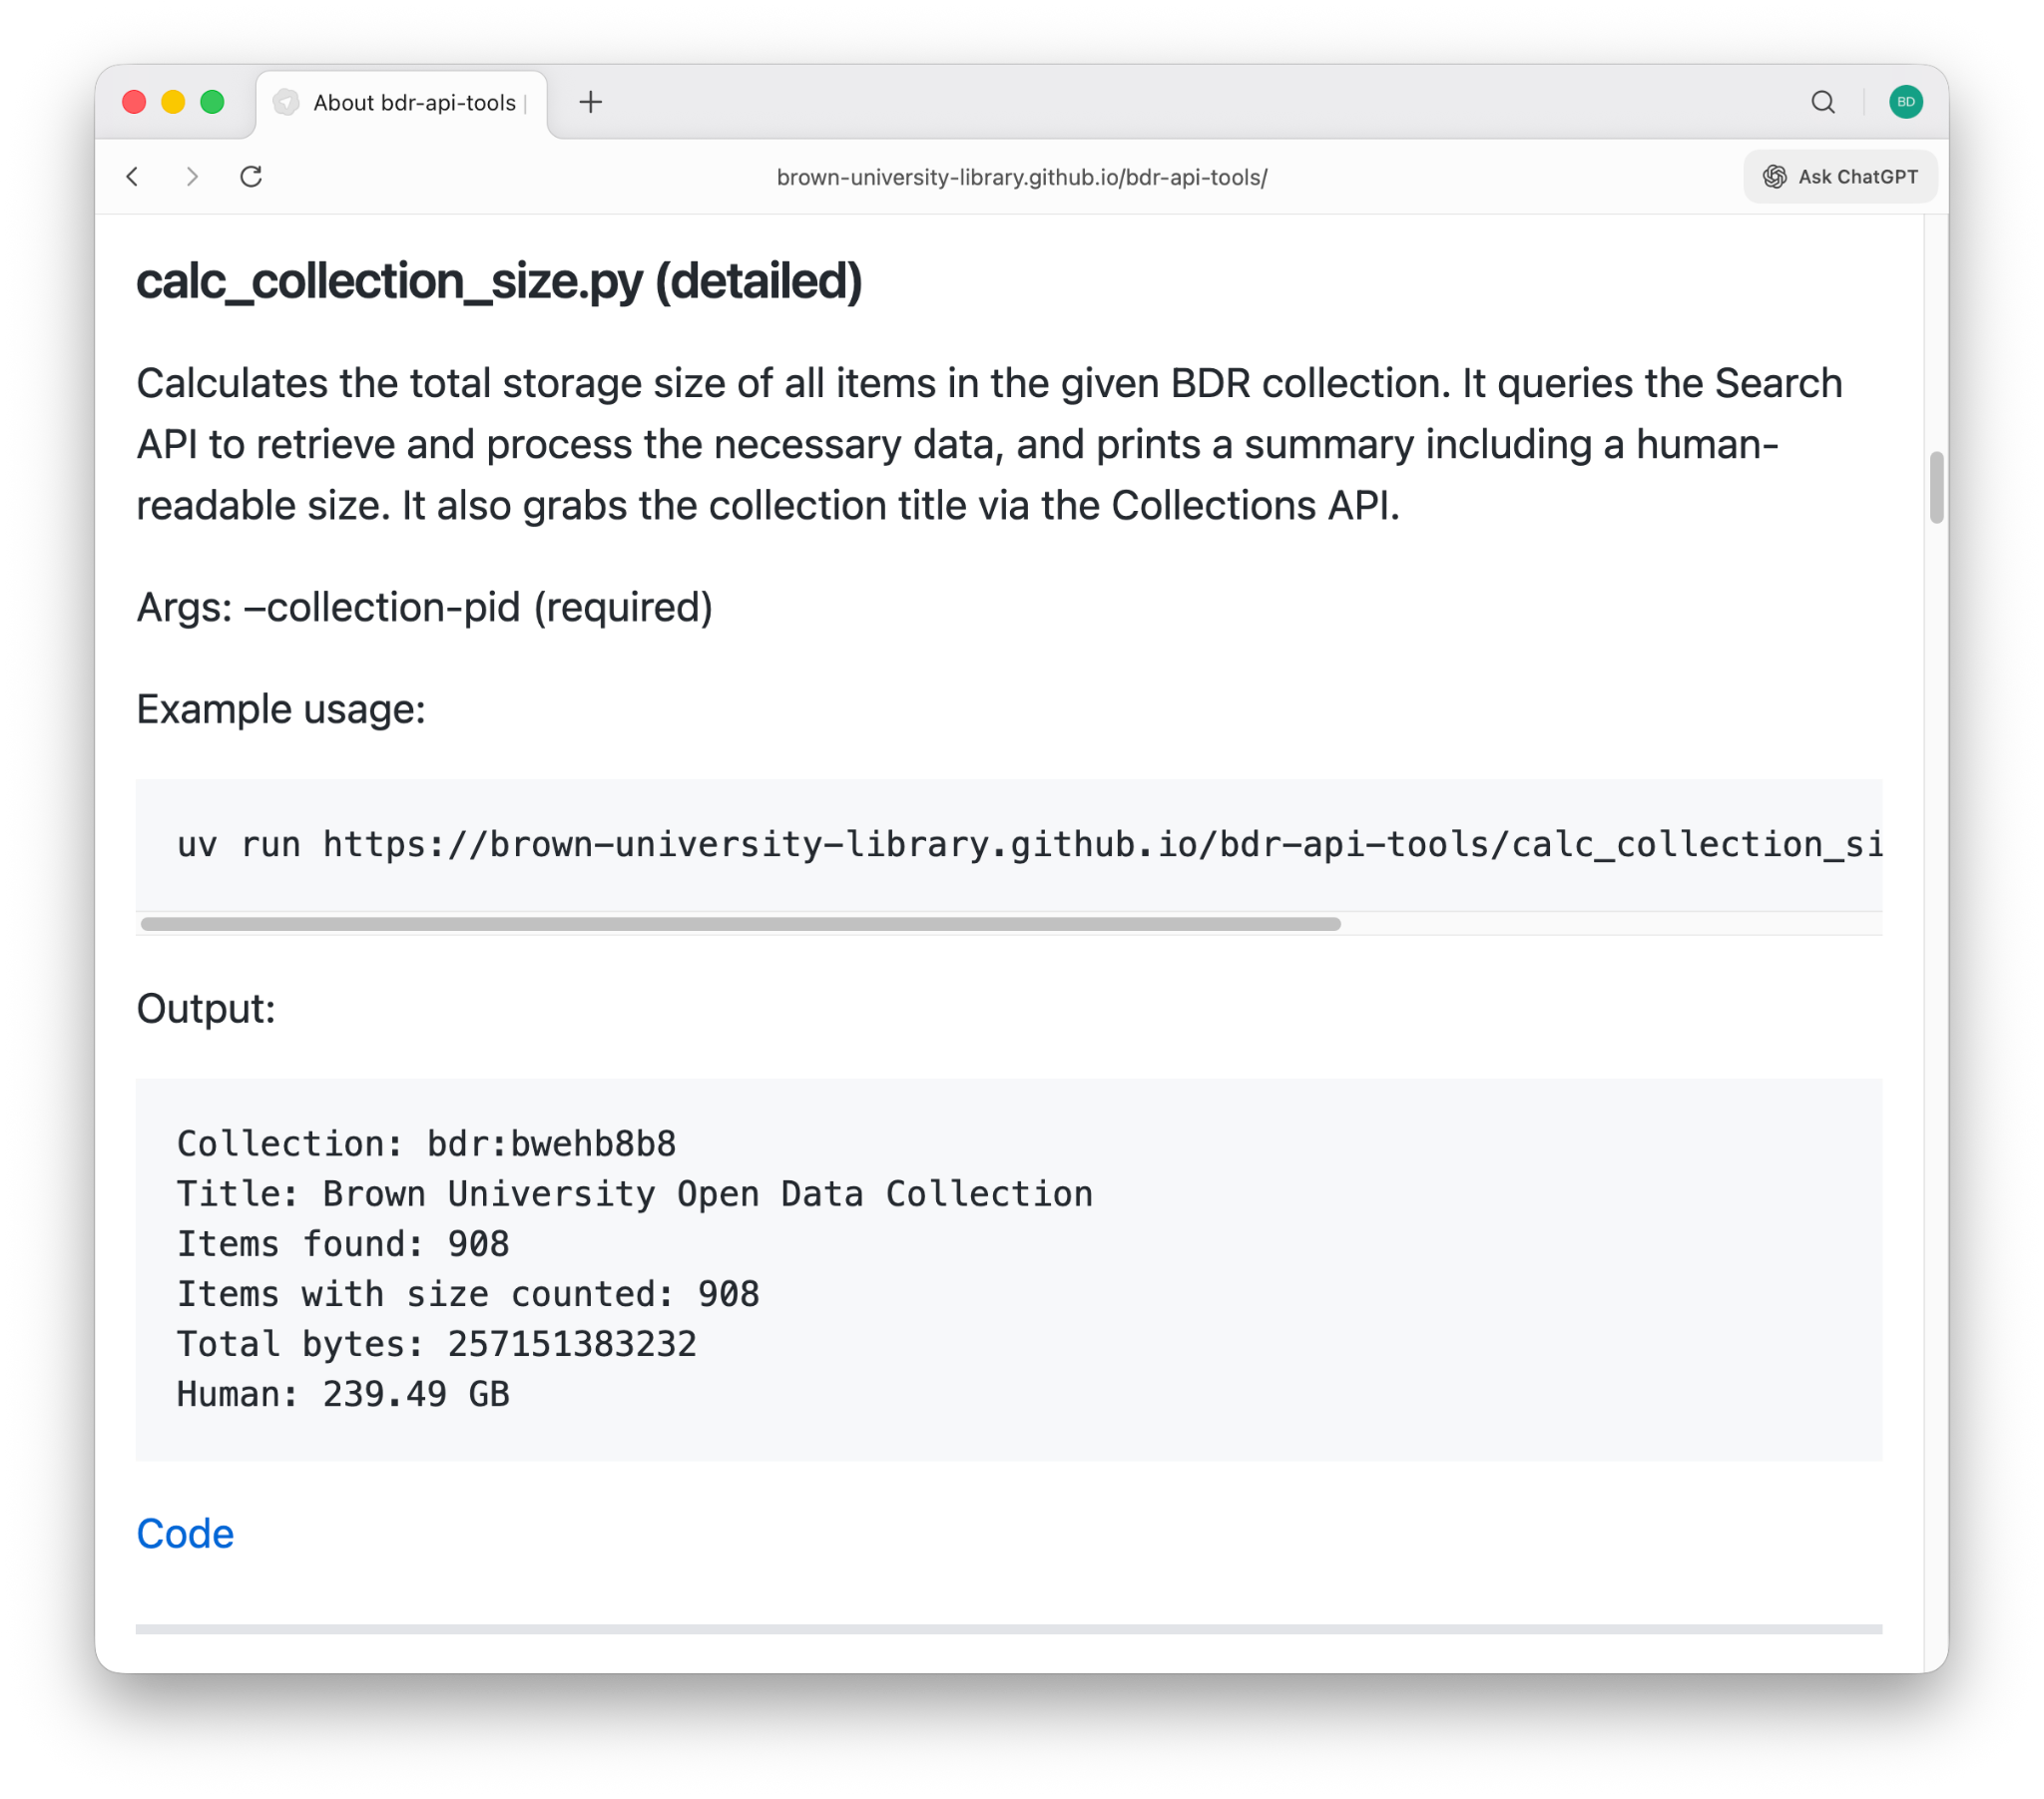 About bdr-api-tools |
BD
brown-university-library.github.io/bdr-api-tools/
Ask ChatGPT
calc_collection_size.py (detailed)
Calculates the total storage size of all items in the given BDR collection. It queries the Search
API to retrieve and process the necessary data, and prints a summary including a human-
readable size. It also grabs the collection title via the Collections API.
Args: –collection-pid (required)
Example usage:
uv run https://brown-university-library.github.io/bdr-api-tools/calc_collection_si
Output:
Collection: bdr:bwehb8b8
Title: Brown University Open Data Collection
Items found: 908
Items with size counted: 908
Total bytes: 257151383232
Human: 239.49 GB
Code